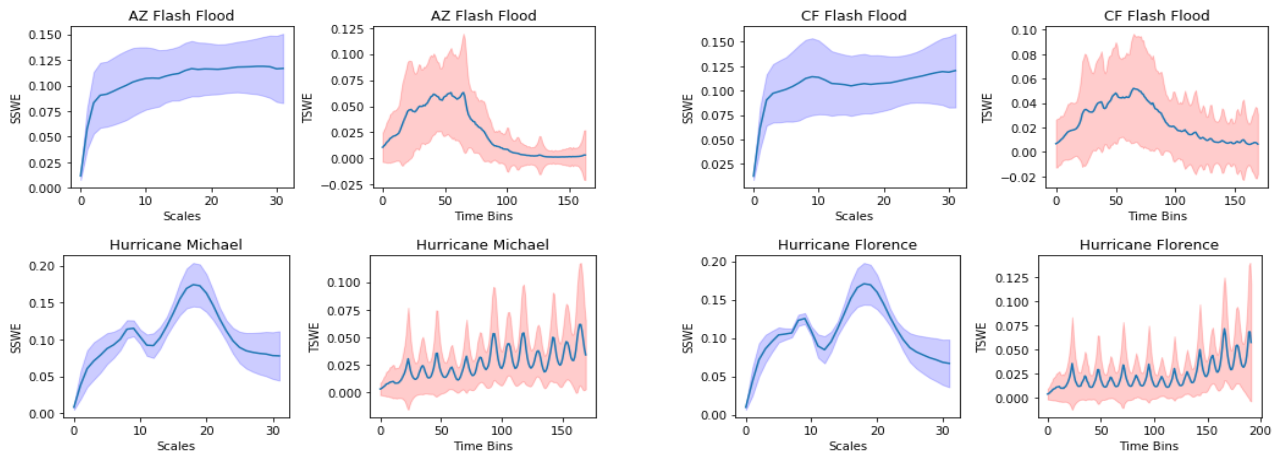 AZ Flash Flood
SSWE
0.150
0.125
0.100
0.075
0.050
0.025
0.000
0 10 20 30
Scales
AZ Flash Flood
TSWE
0.125
0.100
0.075
0.050
0.025
0.000
−0.025
0 50 100 150
Time Bins
CF Flash Flood
SSWE
0.150
0.125
0.100
0.075
0.050
0.025
0 10 20 30
Scales
CF Flash Flood
TSWE
0.10
0.08
0.06
0.04
0.02
0.00
−0.02
0 50 100 150
Time Bins
Hurricane Michael
SSWE
0.20
0.15
0.10
0.05
0.00
0 10 20 30
Scales
Hurricane Michael
TSWE
0.100
0.075
0.050
0.025
0.000
0 50 100 150
Time Bins
Hurricane Florence
SSWE
0.20
0.15
0.10
0.05
0.00
0 10 20 30
Scales
Hurricane Florence
TSWE
0.125
0.100
0.075
0.050
0.025
0.000
0 50 100 150 200
Time Bins